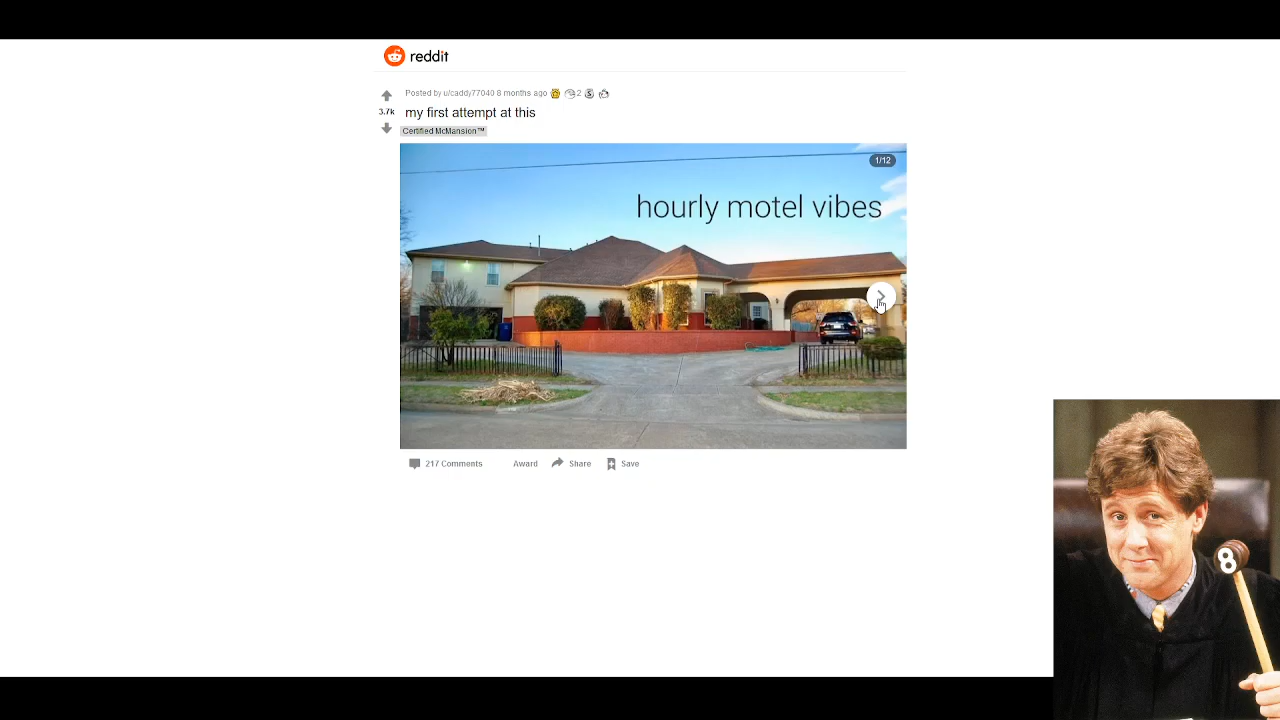 reddit
Posted by u/caddy77040 8 months ago 2
3.7k
my first attempt at this
Certified McMansion™
1/12
hourly motel vibes
217 Comments Award Share Save
8